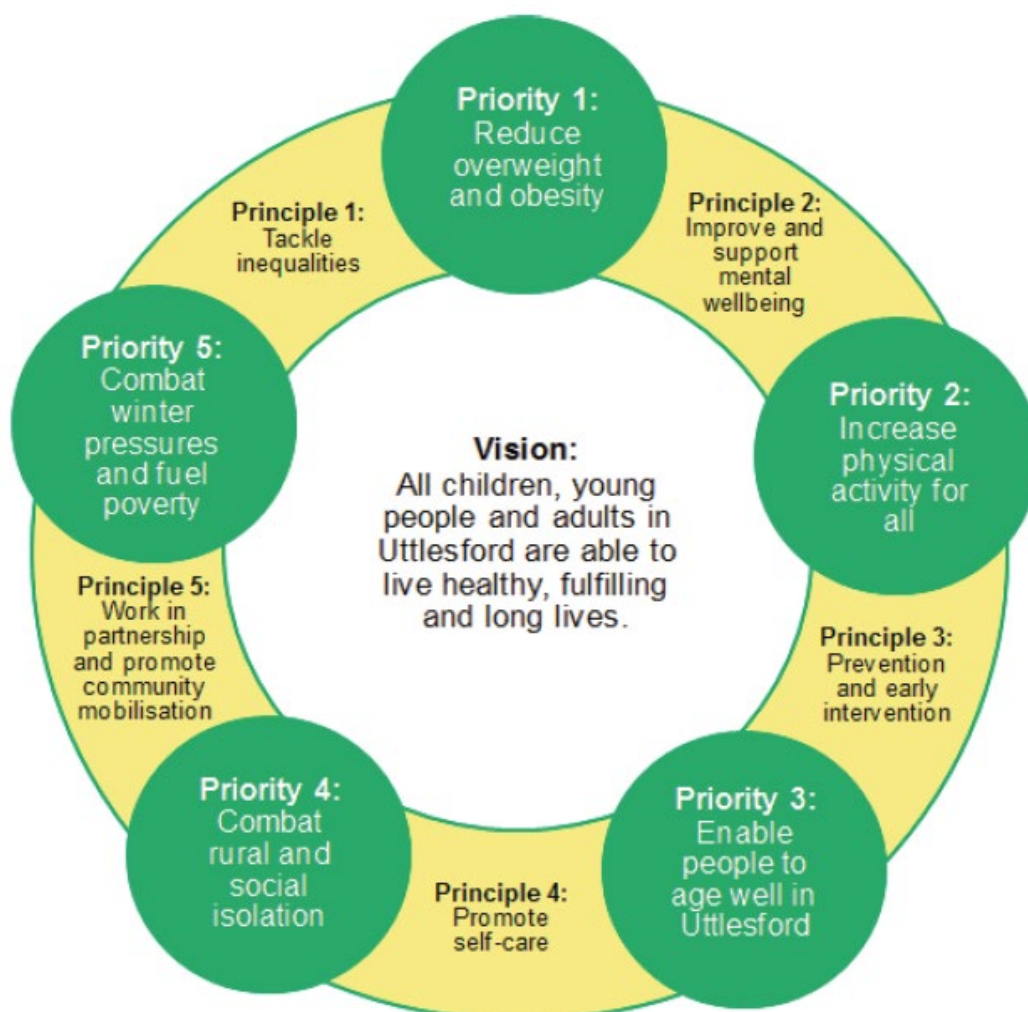 Priority 1:
Reduce
overweight
and obesity
Principle 1:
Tackle
inequalities
Principle 2:
Improve and
support
mental
wellbeing
Priority 5:
Combat
winter
pressures
and fuel
poverty
Priority 2:
Increase
physical
activity for
all
Vision:
All children, young
people and adults in
Uttlesford are able to
live healthy, fulfilling
and long lives.
Principle 5:
Work in
partnership
and promote
community
mobilisation
Principle 3:
Prevention
and early
intervention
Priority 4:
Combat
rural and
social
isolation
Priority 3:
Enable
people to
age well in
Uttlesford
Principle 4:
Promote
self-care